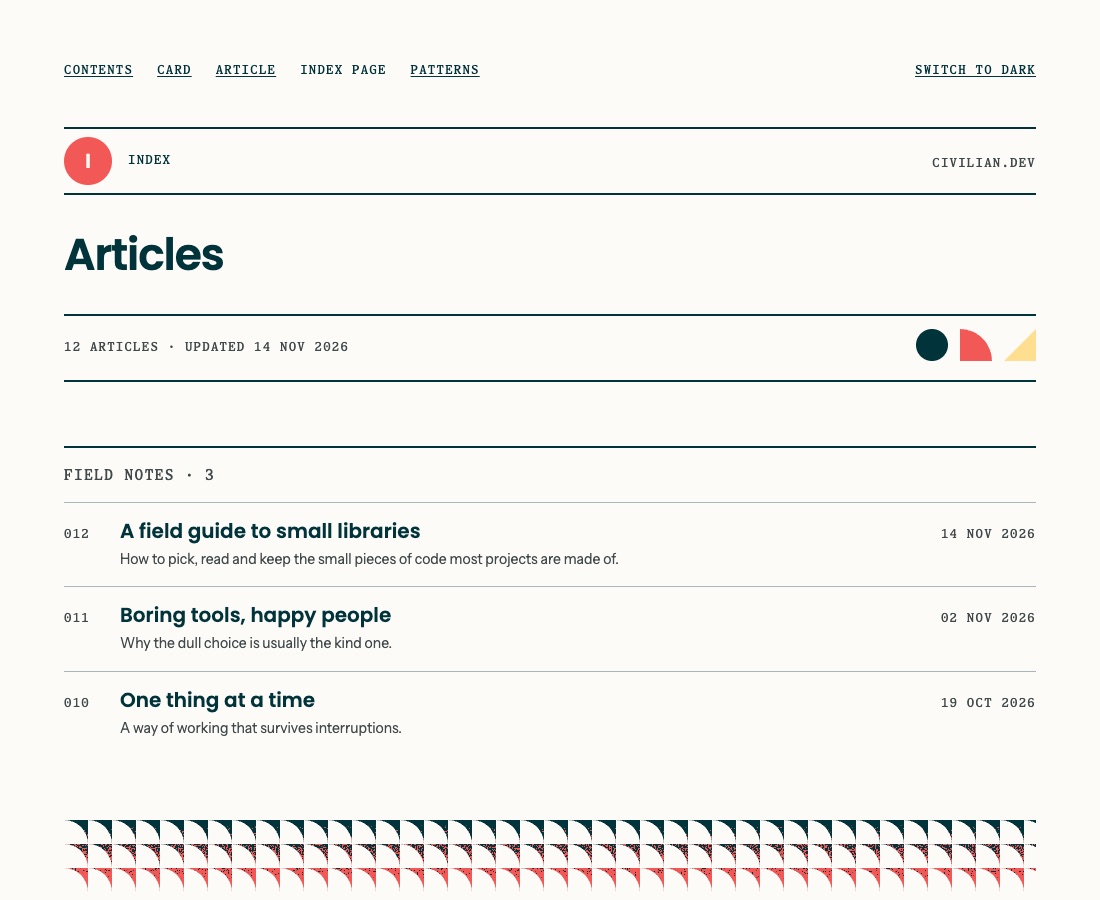 CONTENTS CARD ARTICLE INDEX PAGE PATTERNS SWITCH TO DARK
I INDEX CIVILIAN.DEV
Articles
12 ARTICLES · UPDATED 14 NOV 2026
FIELD NOTES · 3
012 A field guide to small libraries 14 NOV 2026
How to pick, read and keep the small pieces of code most projects are made of.
011 Boring tools, happy people 02 NOV 2026
Why the dull choice is usually the kind one.
010 One thing at a time 19 OCT 2026
A way of working that survives interruptions.